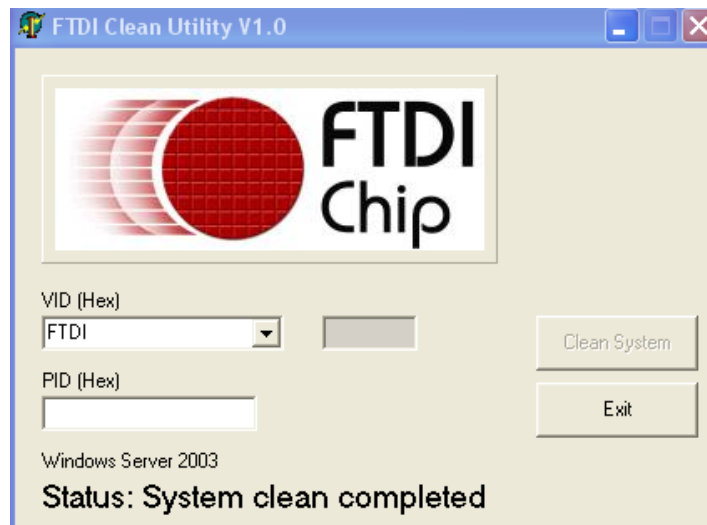 FTDI Clean Utility V1.0
FTDI
Chip
VID (Hex)
FTDI
Clean System
PID (Hex)
Exit
Windows Server 2003
Status: System clean completed